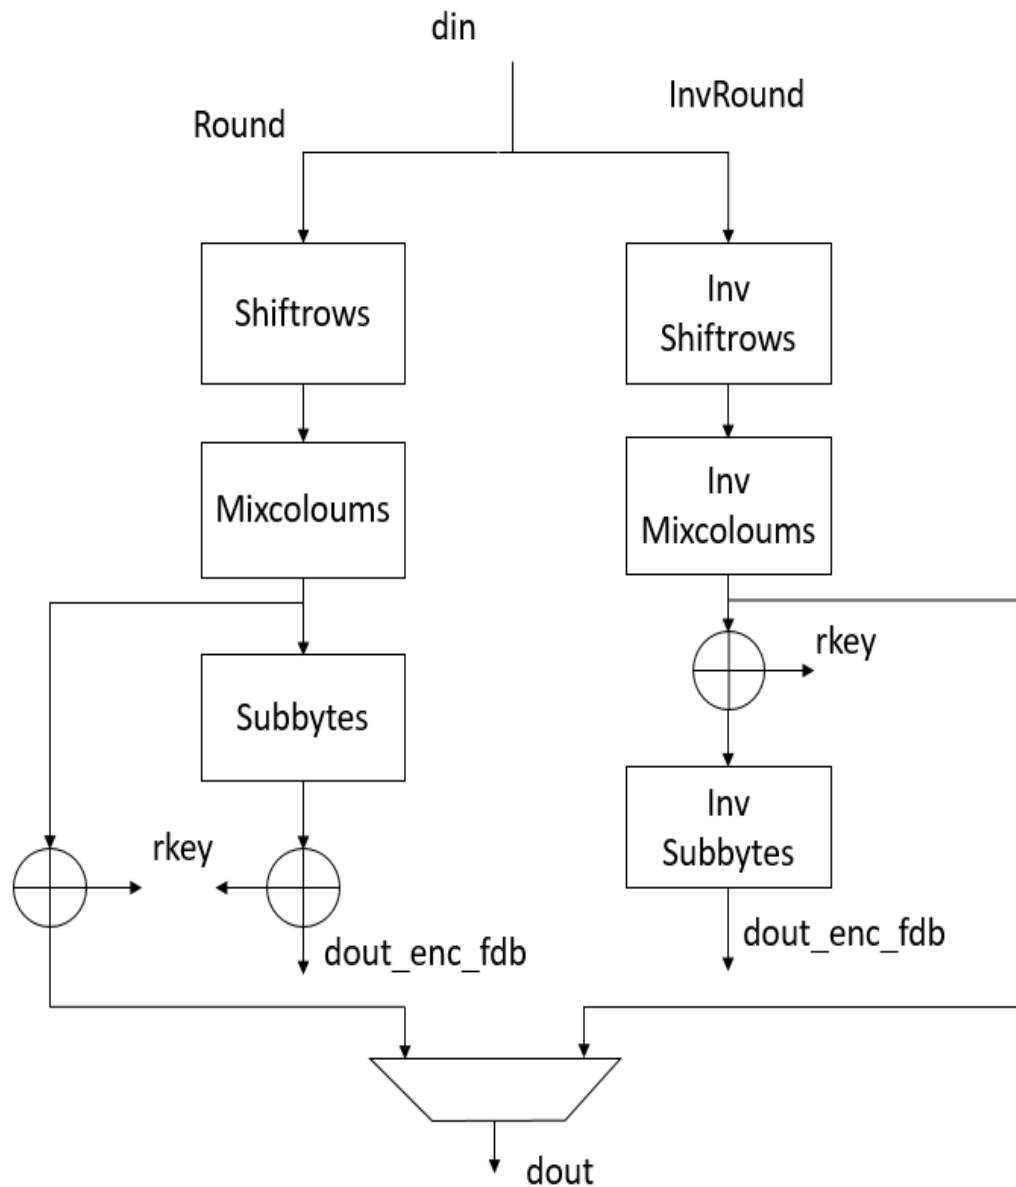 din
InvRound
Round
Shiftrows
Inv
Shiftrows
Mixcoloums
Inv
Mixcoloums
rkey
Subbytes
Inv
Subbytes
rkey
dout_enc_fdb
dout_enc_fdb
dout